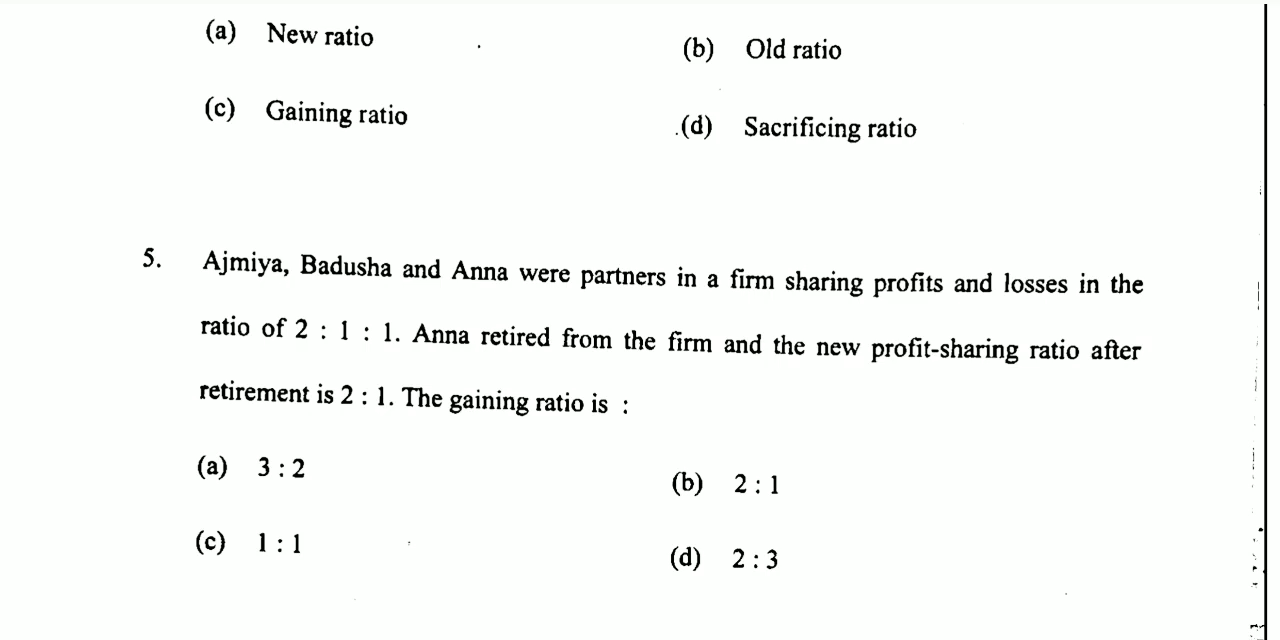 (a) New ratio
(b) Old ratio
(c) Gaining ratio
(d) Sacrificing ratio
5. Ajmiya, Badusha and Anna were partners in a firm sharing profits and losses in the
ratio of 2 : 1 : 1. Anna retired from the firm and the new profit-sharing ratio after
retirement is 2 : 1. The gaining ratio is :
(a) 3 : 2
(b) 2 : 1
(c) 1 : 1
(d) 2 : 3